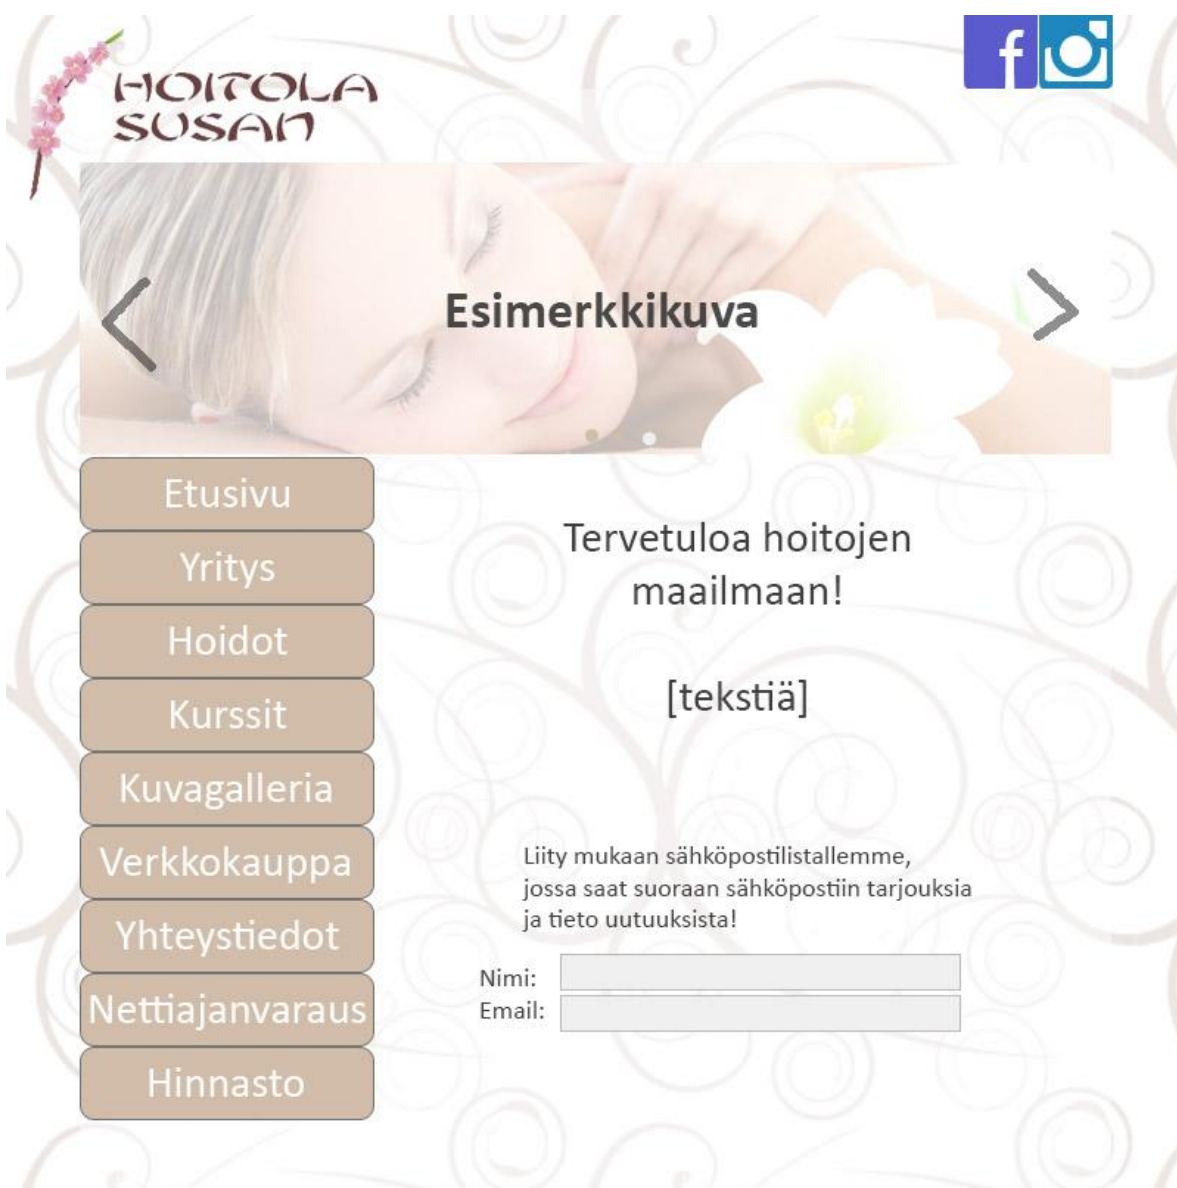 HOITOLA
SUSAN
Esimerkkikuva
Etusivu
Yritys
Hoidot
Kurssit
Kuvagalleria
Verkkokauppa
Yhteystiedot
Nettiajanvaraus
Hinnasto
Tervetuloa hoitojen
maailmaan!
[tekstiä]
Liity mukaan sähköpostilistallemme,
jossa saat suoraan sähköpostiin tarjouksia
ja tieto uutuuksista!
Nimi:
Email: